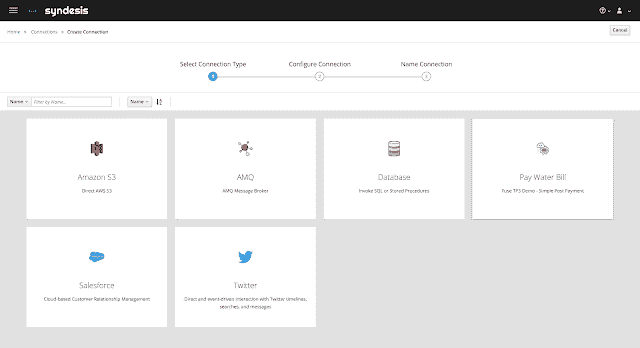 syndesis
Home > Connections > Create Connection
Cancel
Select Connection Type
Configure Connection
Name Connection
1
2
3
Name
Filter by Name...
Name
Amazon S3
Direct AWS S3
AMQ
AMQ Message Broker
Database
Invoke SQL or Stored Procedures
Pay Water Bill
Fuse TP3 Demo - Simple Post Payment
Salesforce
Cloud-based Customer Relationship Management
Twitter
Direct and event-driven interaction with Twitter timelines,
searches, and messages